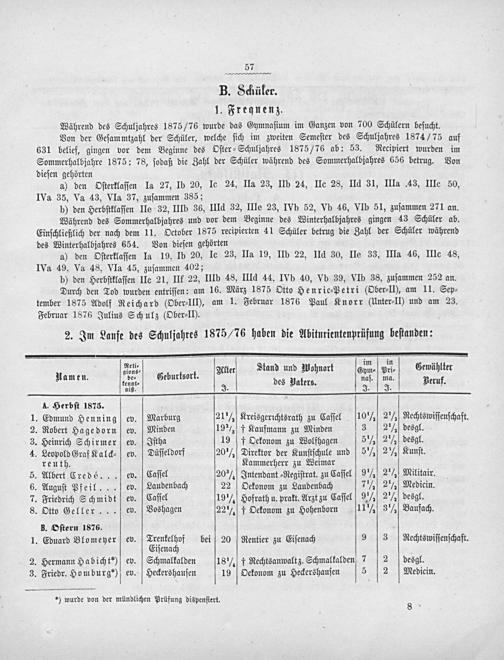 57
B. Schüler.
1. Frequenz.
Während des Schuljahres 1875/76 wurde das Gymnasium im Ganzen von 700 Schülern besucht.
Von der Gesammtzahl der Schüler, welche sich im zweiten Semester des Schuljahres 1874/75 auf
631 belief, gingen vor dem Beginne des Oster-Schuljahres 1875/76 ab: 53. Recipiert wurden im
Sommerhalbjahre 1875: 78, sodaß die Zahl der Schüler während des Sommerhalbjahres 656 betrug. Von
diesen gehörten
a) den Osterklassen Ia 27, Ib 20, Ic 24, IIa 23, IIb 24, IIc 28, IId 31, IIIa 43, IIIc 50,
IVa 35, Va 43, VIa 37, zusammen 385;
b) den Herbstklassen IIe 32, IIIb 36, IIId 32, IIIe 23, IVb 52, Vb 46, VIb 51, zusammen 271 an.
Während des Sommerhalbjahres und vor dem Beginne des Winterhalbjahrs gingen 43 Schüler ab.
Einschließlich der nach dem 11. October 1875 recipierten 41 Schüler betrug die Zahl der Schüler während
des Winterhalbjahres 654. Von diesen gehörten
a) den Osterklassen Ia 19, Ib 20, Ic 23, IIa 19, IIb 22, IId 30, IIe 33, IIIa 46, IIIc 48,
IVa 49, Va 48, VIa 45, zusammen 402;
b) den Herbstklassen IIc 21, IIf 22, IIIb 48, IIId 44, IVb 40, Vb 39, VIb 38, zusammen 252 an.
Durch den Tod wurden entrissen: am 16. März 1875 Otto Henric-Petri (Ober-II), am 11. Sep-
tember 1875 Adolf Reichard (Ober-III), am 1. Februar 1876 Paul Knorr (Unter-II) und am 23.
Februar 1876 Julius Schulz (Ober-II).
2. Im Laufe des Schuljahres 1875/76 haben die Abiturientenprüfung bestanden:
Namen. Reli-gions-be-kennt-niß. Geburtsort. Alter J. Stand und Wohnort des Vaters. im Gym-nas. J. in Pri-ma. J. Gewählter Beruf.
A. Herbst 1875.
1. Edmund Henning ev. Marburg 21½ Kreisgerichtsrath zu Cassel 10½ 2½ Rechtswissenschaft.
2. Robert Hagedorn ev. Minden 19½ † Kaufmann zu Minden 3 2½ desgl.
3. Heinrich Schirmer ev. Istha 19 † Oekonom zu Wolfhagen 5½ 2½ desgl.
4. Leopold Graf Kalck-reuth. ev. Düsseldorf 20½ Direktor der Kunstschule und Kammerherr zu Weimar 5½ 2½ Kunst.
5. Albert Credé . . . ev. Cassel 20¾ Intendant-Registrat. zu Cassel 9½ 2½ Militair.
6. August Pfeil . . . ev. Laudenbach 22 Oekonom zu Laudenbach 7½ 2½ Medicin.
7. Friedrich Schmidt ev. Cassel 19¼ Hofrath u. prakt. Arzt zu Cassel 9½ 2½ desgl.
8. Otto Geller . . . ev. Voshagen 22¼ † Oekonom zu Hohenborn 11½ 3½ Baufach.
B. Ostern 1876.
1. Eduard Blomeyer ev. Trenkelhof bei Eisenach 20 Rentier zu Eisenach 9 3 Rechtswissenschaft.
2. Hermann Habicht*) ev. Schmalkalden 18¼ † Rechtsanwalt z. Schmalkalden 7 2 desgl.
3. Friedr. Homburg*) ev. Heckershausen 19 Oekonom zu Heckershausen 5 2 Medicin.
*) wurde von der mündlichen Prüfung dispensiert.
8